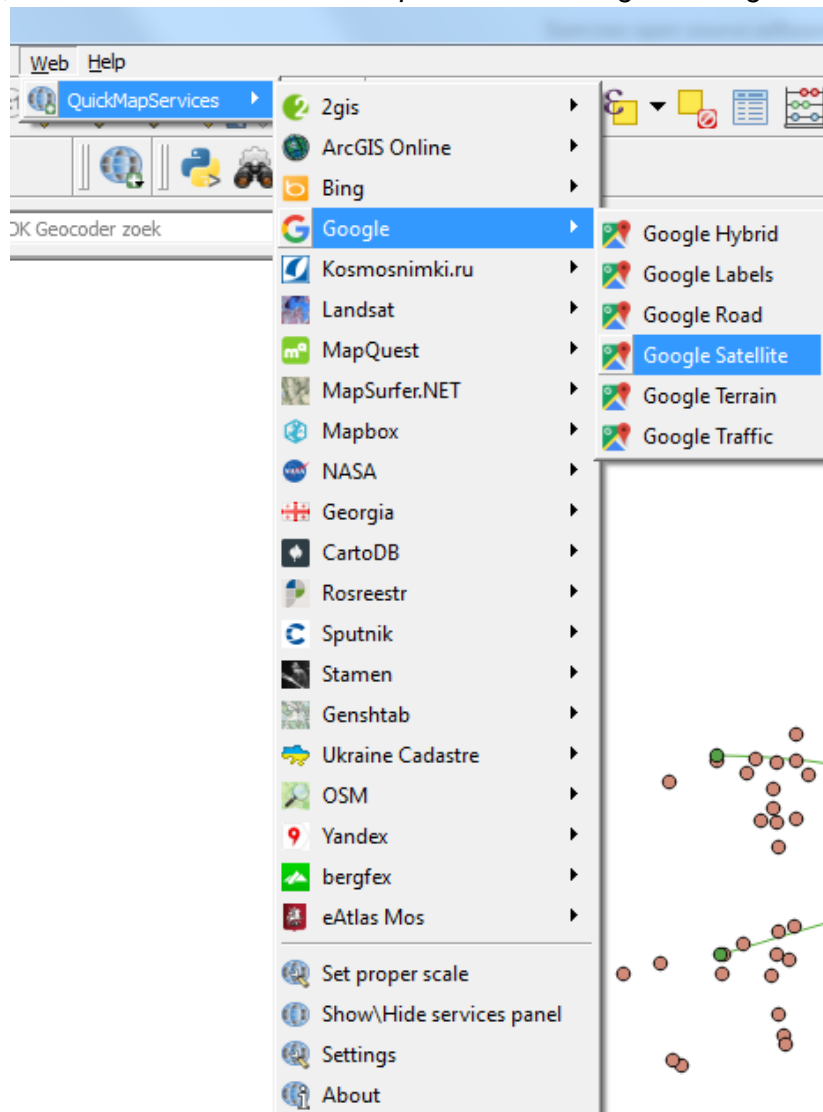 Web Help
QuickMapServices
2gis
ArcGIS Online
Bing
Google
Kosmosnimki.ru
Landsat
MapQuest
MapSurfer.NET
Mapbox
NASA
Georgia
CartoDB
Rosreestr
Sputnik
Stamen
Genshtab
Ukraine Cadastre
OSM
Yandex
bergfex
eAtlas Mos
Set proper scale
Show\Hide services panel
Settings
About
Google Hybrid
Google Labels
Google Road
Google Satellite
Google Terrain
Google Traffic
OK Geocoder zoek